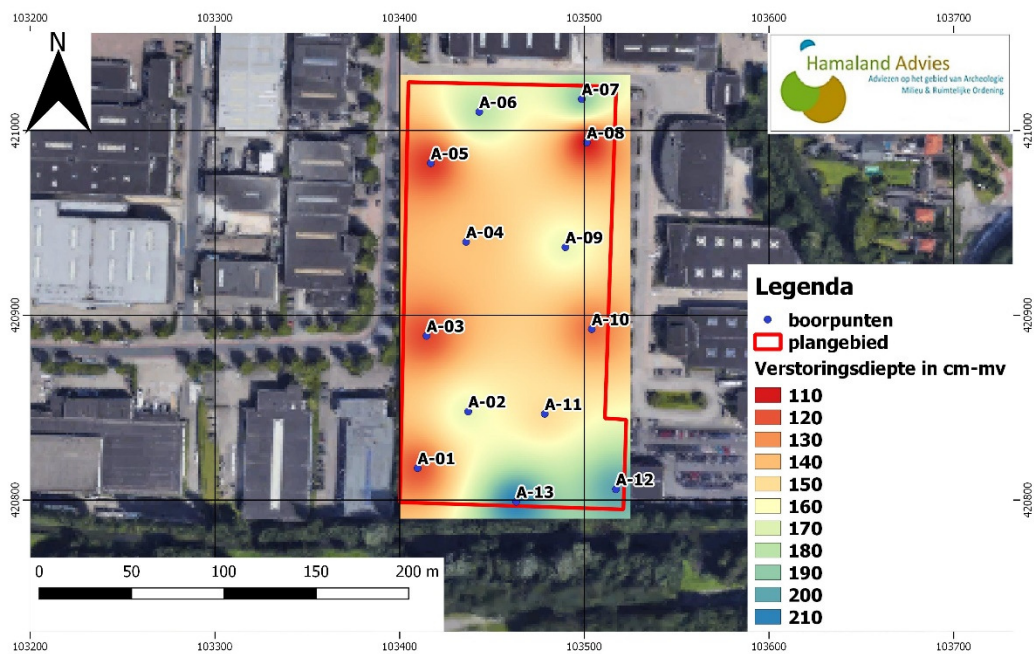 103200 103300 103400 103500 103600 103700
N
Hamaland Advies
Adviezen op het gebied van Archeologie
Milieu & Ruimtelijke Ordening
A-07
A-06
421000 421000
A-08
A-05
A-04
A-09
420900 420900
A-10
A-03
A-02
A-11
A-01
A-12
A-13
420800 420800
Legenda
boorpunten
plangebied
Verstoringsdiepte in cm-mv
110
120
130
140
150
160
170
180
190
200
210
0 50 100 150 200 m
103200 103300 103400 103500 103600 103700